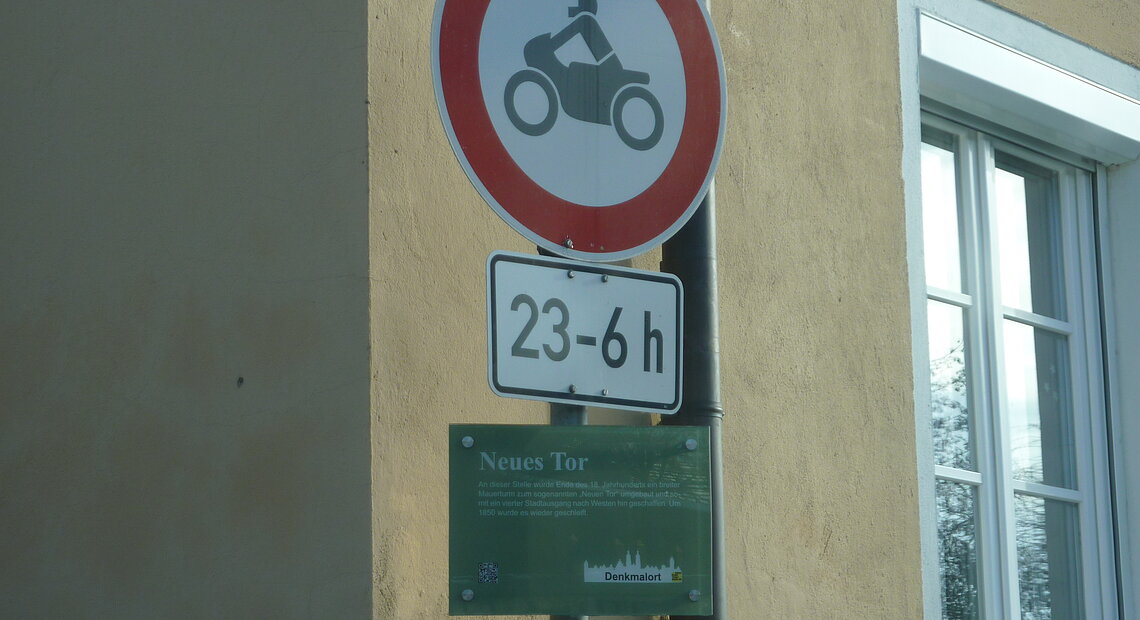 23-6 h
Neues Tor
An dieser Stelle wurde Ende des 18. Jahrhunderts ein breiter
Mauerturm zum sogenannten „Neuen Tor“ umgebaut und so-
mit ein vierter Stadtausgang nach Westen hin geschaffen. Um
1850 wurde es wieder geschleift.
Denkmalort